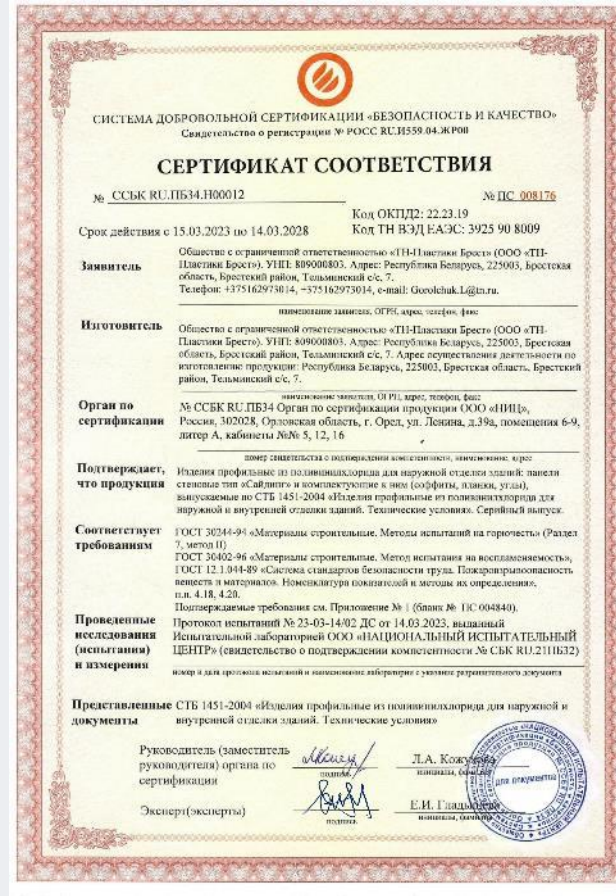 СИСТЕМА ДОБРОВОЛЬНОЙ СЕРТИФИКАЦИИ «БЕЗОПАСНОСТЬ И КАЧЕСТВО»
Свидетельство о регистрации № РОСС RU.И559.04.ЖР00
СЕРТИФИКАТ СООТВЕТСТВИЯ
№ ССБК RU.ПБ34.Н00012
№ ПС 008176
Код ОКПД2: 22.23.19
Срок действия с 15.03.2023 по 14.03.2028
Код ТН ВЭД ЕАЭС: 3925 90 8009
Заявитель
Общество с ограниченной ответственностью «ТН-Пластики Брест» (ООО «ТН-
Пластики Брест»). УНП: 809000803. Адрес: Республика Беларусь, 225003, Брестская
область, Брестский район, Тельминский с/с, 7.
Телефон: +375162973014, +375162973014, e-mail: Gorolchuk.L@tn.ru.
наименование заявителя, ОГРН, адрес, телефон, факс
Изготовитель
Общество с ограниченной ответственностью «ТН-Пластики Брест» (ООО «ТН-
Пластики Брест»). УНП: 809000803. Адрес: Республика Беларусь, 225003, Брестская
область, Брестский район, Тельминский с/с, 7. Адрес осуществления деятельности по
изготовлению продукции: Республика Беларусь, 225003, Брестская область, Брестский
район, Тельминский с/с, 7.
наименование заявителя, ОГРН, адрес, телефон, факс
Орган по
сертификации
№ ССБК RU.ПБ34 Орган по сертификации продукции ООО «НИЦ»,
Россия, 302028, Орловская область, г. Орел, ул. Ленина, д.39а, помещения 6-9,
литер А, кабинеты №№ 5, 12, 16
номер свидетельства о подтверждении компетентности, наименование, адрес
Подтверждает,
что продукция
Изделия профильные из поливинилхлорида для наружной отделки зданий: панели
стеновые тип «Сайдинг» и комплектующие к ним (соффиты, планки, углы),
выпускаемые по СТБ 1451-2004 «Изделия профильные из поливинилхлорида для
наружной и внутренней отделки зданий. Технические условия». Серийный выпуск.
Соответствует
требованиям
ГОСТ 30244-94 «Материалы строительные. Методы испытаний на горючесть» (Раздел
7, метод II)
ГОСТ 30402-96 «Материалы строительные. Метод испытания на воспламеняемость»,
ГОСТ 12.1.044-89 «Система стандартов безопасности труда. Пожаровзрывоопасность
веществ и материалов. Номенклатура показателей и методы их определения»,
п.п. 4.18, 4.20.
Подтверждаемые требования см. Приложение № 1 (бланк № ПС 004840).
Проведенные
исследования
(испытания)
и измерения
Протокол испытаний № 23-03-14/02 ДС от 14.03.2023, выданный
Испытательной лабораторией ООО «НАЦИОНАЛЬНЫЙ ИСПЫТАТЕЛЬНЫЙ
ЦЕНТР» (свидетельство о подтверждении компетентности № СБК RU.21ПБ32)
номер и дата протокола испытаний и наименование лаборатории с указание разрешительного документа
Представленные
документы
СТБ 1451-2004 «Изделия профильные из поливинилхлорида для наружной и
внутренней отделки зданий. Технические условия»
Руководитель (заместитель
руководителя) органа по
сертификации
подпись
Л.А.
Эксперт(эксперты)
подпись
Е.И.
для документов